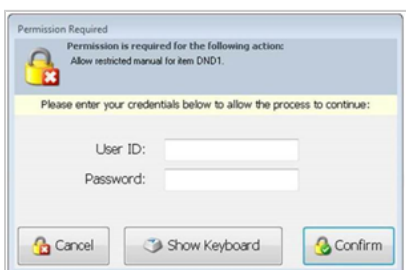 Permission Required
Permission is required for the following action:
Allow restricted manual for item DND1.
Please enter your credentials below to allow the process to continue:
User ID:
Password:
Cancel
Show Keyboard
Confirm